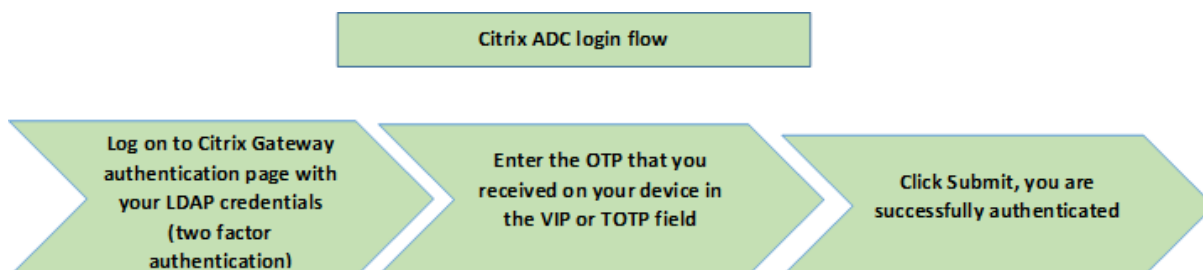 Citrix ADC login flow
Log on to Citrix Gateway
authentication page with
your LDAP credentials
(two factor
authentication)
Enter the OTP that you
received on your device in
the VIP or TOTP field
Click Submit, you are
successfully authenticated